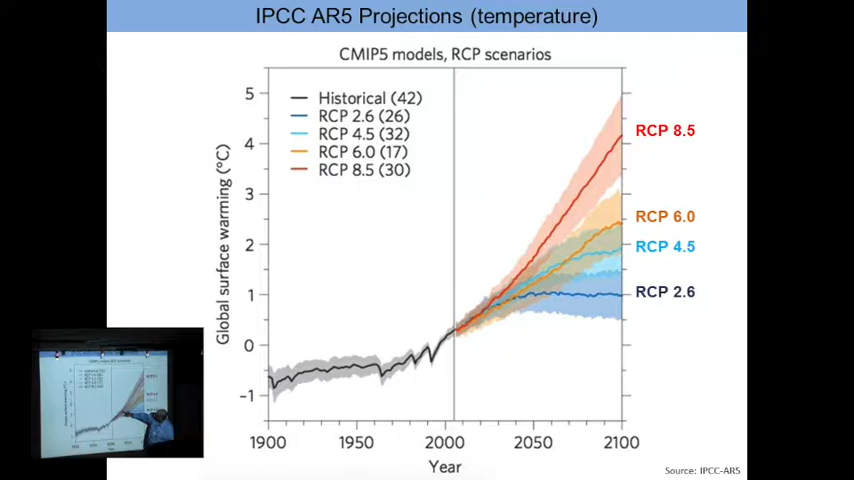 IPCC AR5 Projections (temperature)
CMIP5 models, RCP scenarios
Historical (42)
RCP 2.6 (26)
RCP 4.5 (32)
RCP 6.0 (17)
RCP 8.5 (30)
Global surface warming (°C)
5
4
3
2
1
0
-1
RCP 8.5
RCP 6.0
RCP 4.5
RCP 2.6
1900 1950 2000 2050 2100
Year
Source: IPCC-AR5